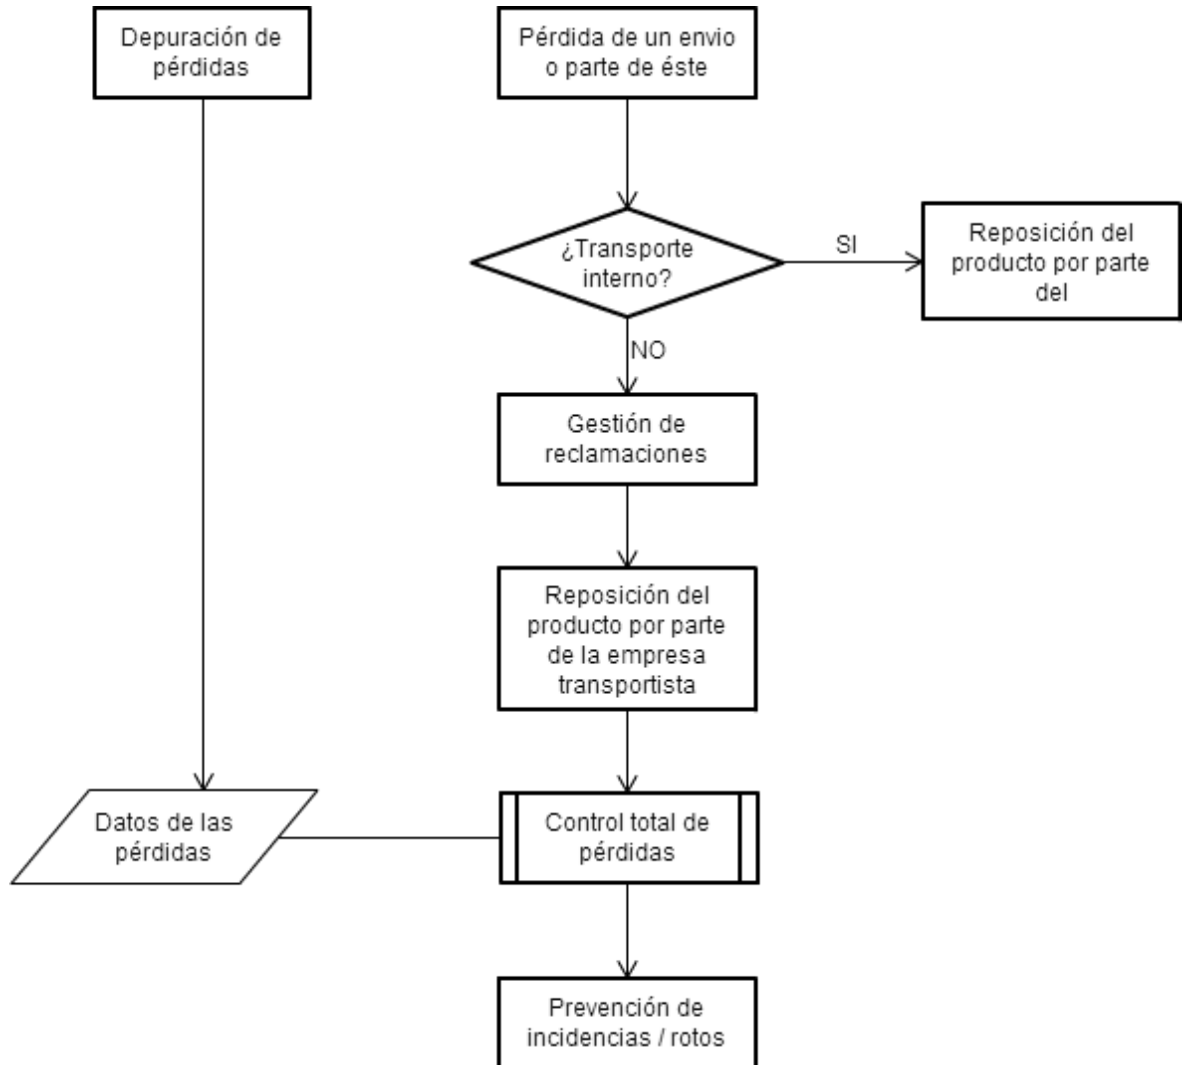 Depuración de
pérdidas
Pérdida de un envio
o parte de éste
¿Transporte
interno?
SI
Reposición del
producto por parte
del
NO
Gestión de
reclamaciones
Reposición del
producto por parte
de la empresa
transportista
Datos de las
pérdidas
Control total de
pérdidas
Prevención de
incidencias / rotos